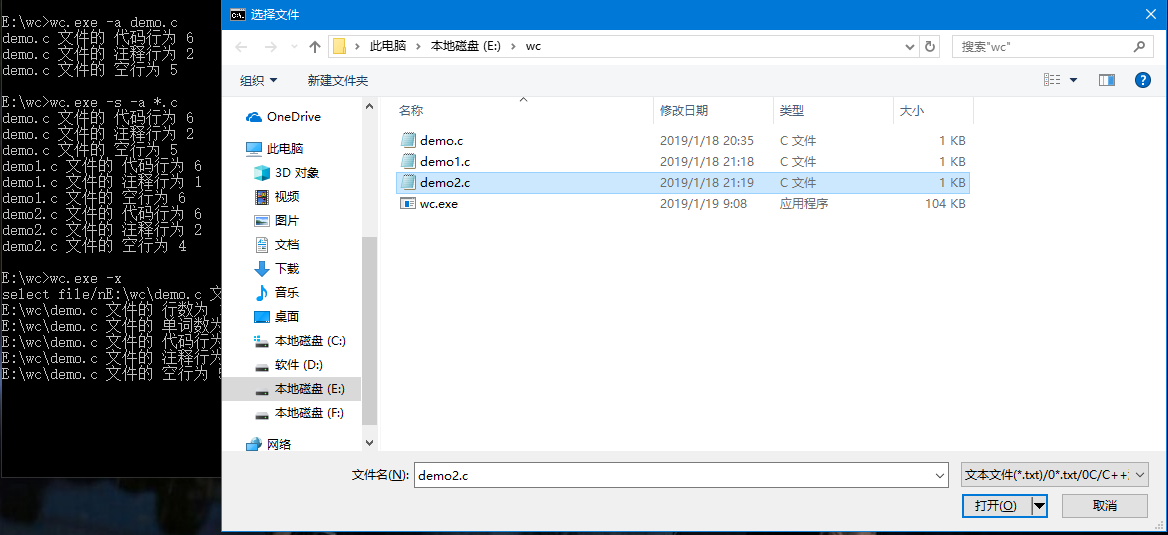 E:\wc>wc.exe -a demo.c
demo.c 文件的 代码行为 6
demo.c 文件的 注释行为 2
demo.c 文件的 空行为 5
E:\wc>wc.exe -s -a *.c
demo.c 文件的 代码行为 6
demo.c 文件的 注释行为 2
demo.c 文件的 空行为 5
demo1.c 文件的 代码行为 6
demo1.c 文件的 注释行为 1
demo1.c 文件的 空行为 6
demo2.c 文件的 代码行为 6
demo2.c 文件的 注释行为 2
demo2.c 文件的 空行为 4
E:\wc>wc.exe -x
select file/nE:\wc\demo.c 文
E:\wc\demo.c 文件的 行数为
E:\wc\demo.c 文件的 单词数为
E:\wc\demo.c 文件的 代码行为
E:\wc\demo.c 文件的 注释行为
E:\wc\demo.c 文件的 空行为 5
选择文件
此电脑 本地磁盘 (E:) wc
搜索"wc"
组织 新建文件夹
OneDrive
此电脑
3D 对象
视频
图片
文档
下载
音乐
桌面
本地磁盘 (C:)
软件 (D:)
本地磁盘 (E:)
本地磁盘 (F:)
网络
名称 修改日期 类型 大小
demo.c 2019/1/18 20:35 C 文件 1 KB
demo1.c 2019/1/18 21:18 C 文件 1 KB
demo2.c 2019/1/18 21:19 C 文件 1 KB
wc.exe 2019/1/19 9:08 应用程序 104 KB
文件名(N): demo2.c
文本文件(*.txt)/0*.txt/0C/C++
打开(O) 取消